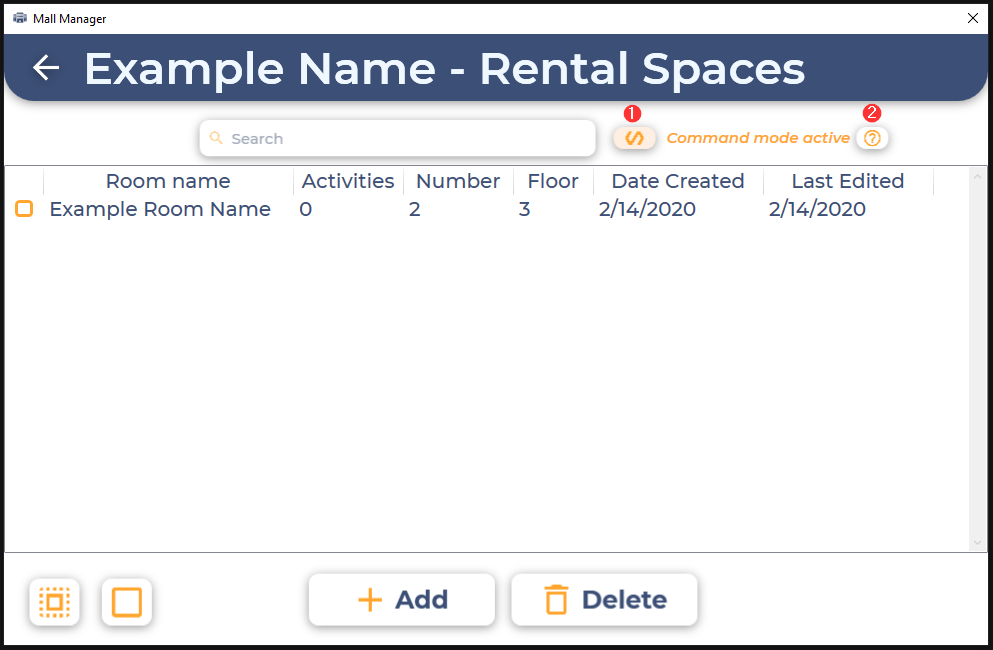 Mall Manager
Example Name - Rental Spaces
1 2
Search Command mode active ?
Room name Activities Number Floor Date Created Last Edited
Example Room Name 0 2 3 2/14/2020 2/14/2020
Add Delete